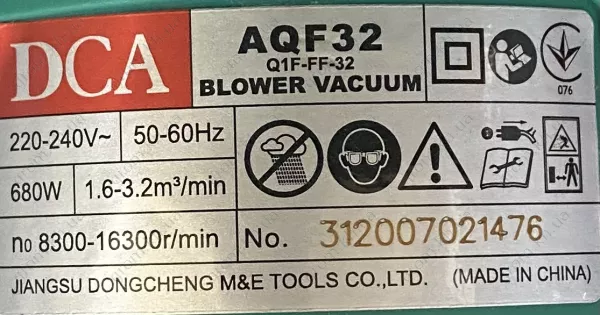 DCA
AQF32
Q1F-FF-32
BLOWER VACUUM
076
220-240V~
50-60Hz
680W
1.6-3.2m³/min
n0 8300-16300r/min
No. 312007021476
JIANGSU DONGCHENG M&E TOOLS CO.,LTD. (MADE IN CHINA)